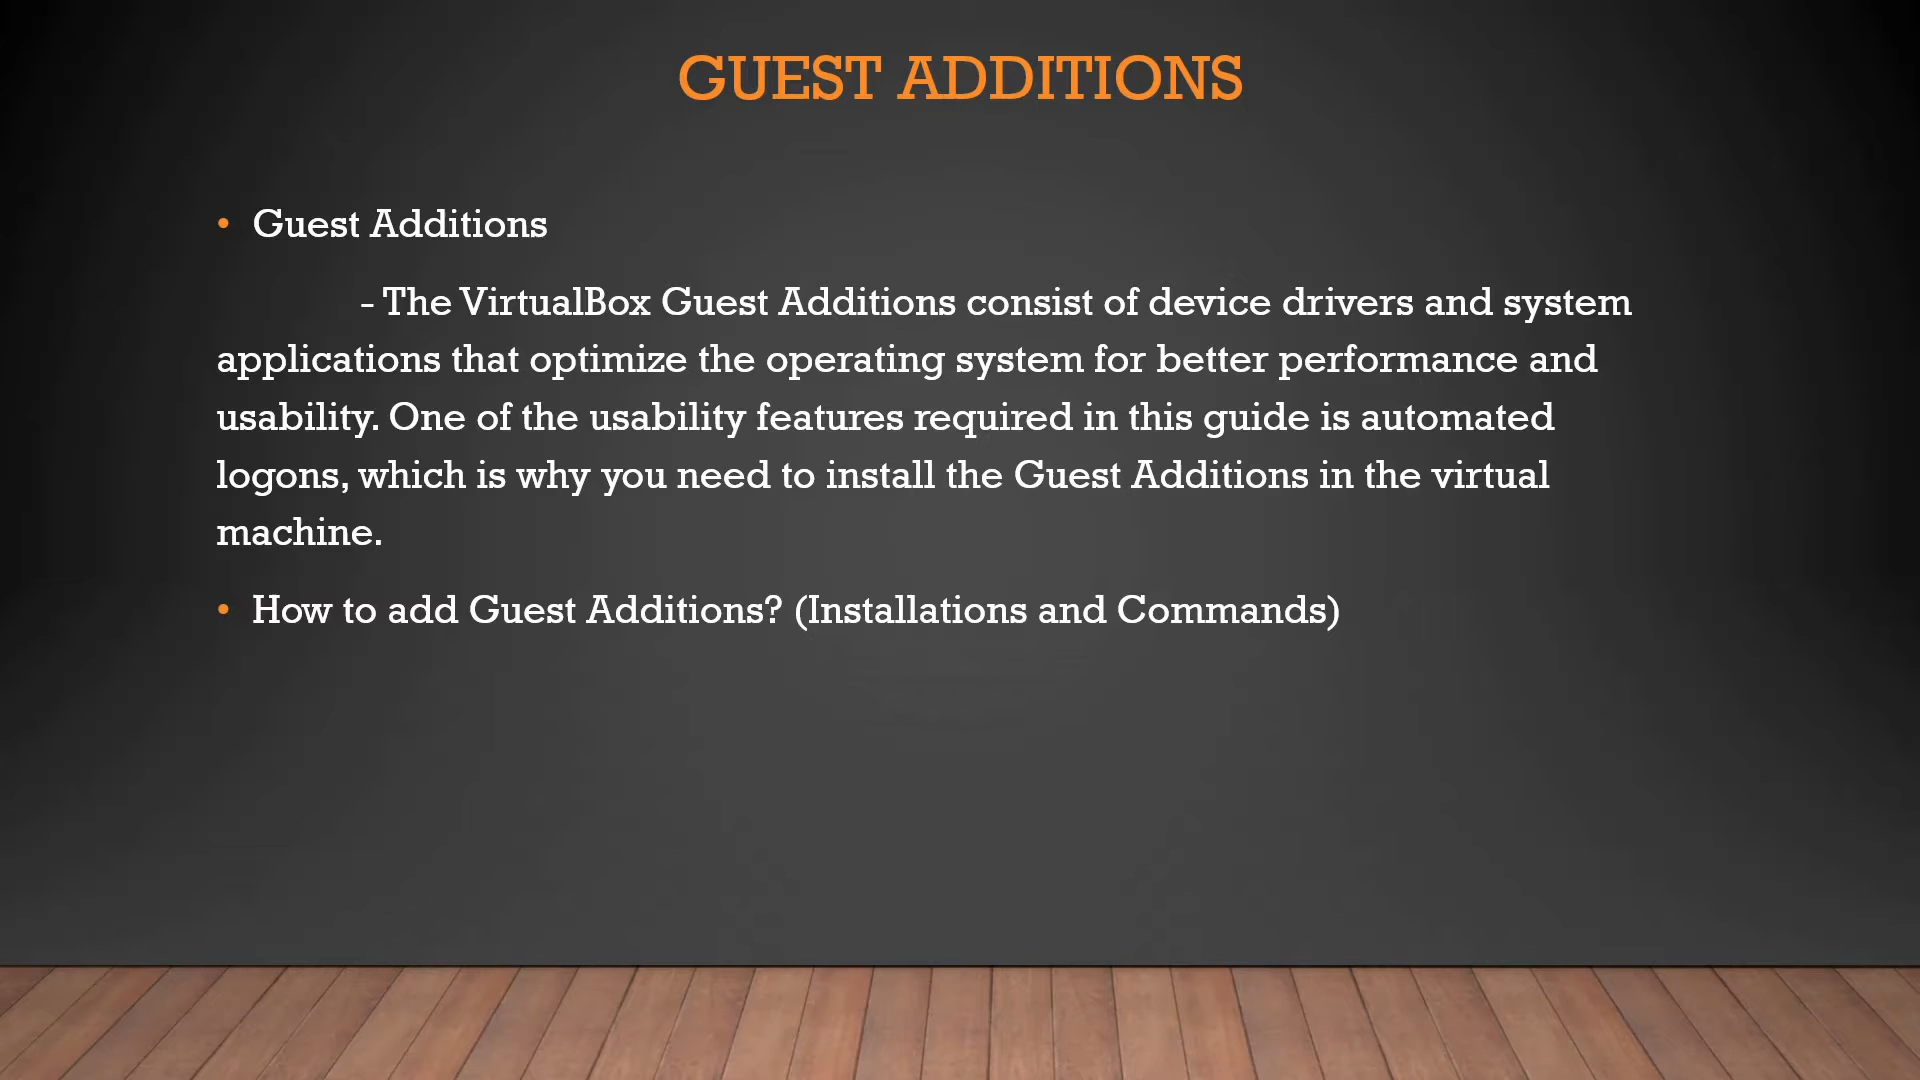 GUEST ADDITIONS
• Guest Additions
- The VirtualBox Guest Additions consist of device drivers and system
applications that optimize the operating system for better performance and
usability. One of the usability features required in this guide is automated
logons, which is why you need to install the Guest Additions in the virtual
machine.
• How to add Guest Additions? (Installations and Commands)